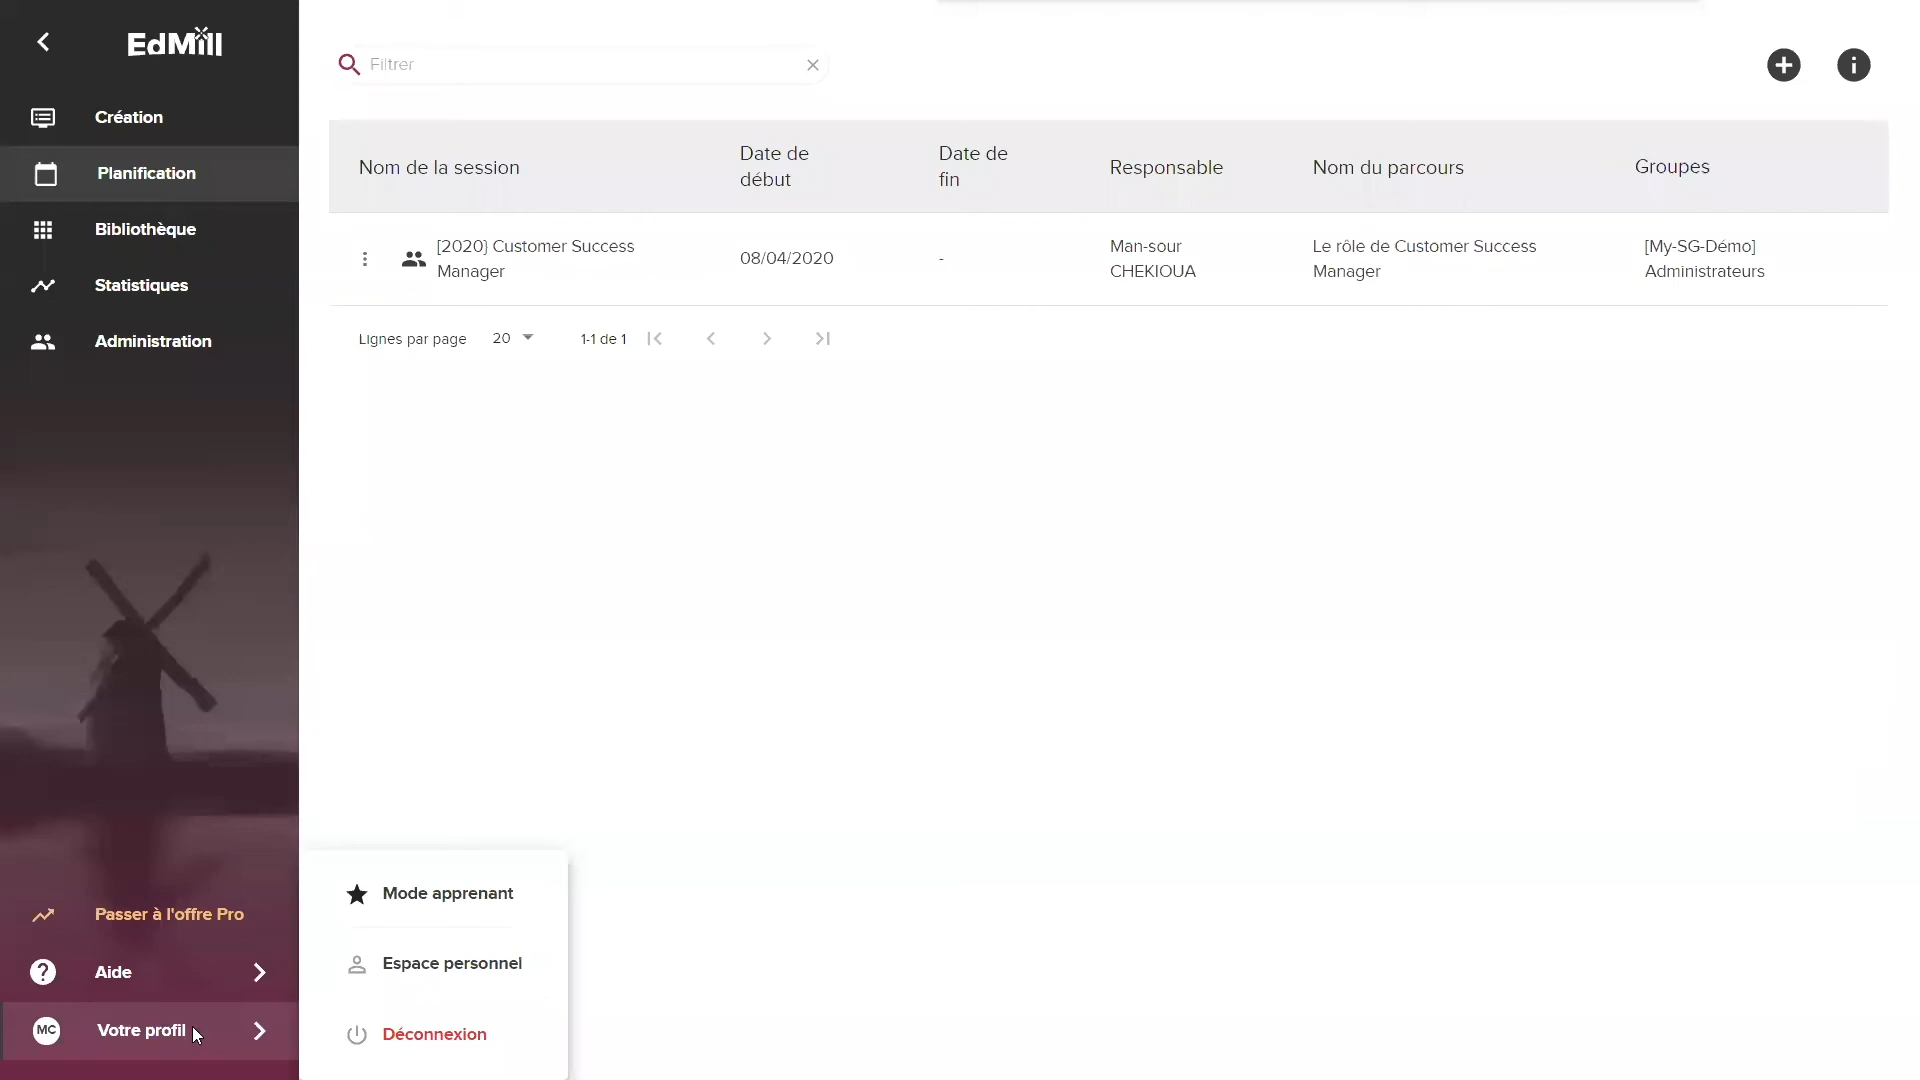 EdMill
Création
Planification
Bibliothèque
Statistiques
Administration
Passer à l'offre Pro
Aide
MC Votre profil
Filtrer
Nom de la session
Date de
début
Date de
fin
Responsable
Nom du parcours
Groupes
[2020} Customer Success
Manager
08/04/2020
-
Man-sour
CHEKIOUA
Le rôle de Customer Success
Manager
[My-SG-Démo]
Administrateurs
Lignes par page 20 1-1 de 1
Mode apprenant
Espace personnel
Déconnexion